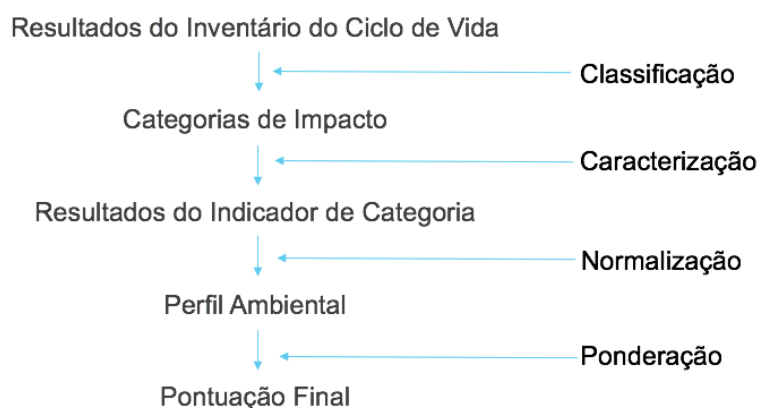 Resultados do Inventário do Ciclo de Vida
Classificação
Categorias de Impacto
Caracterização
Resultados do Indicador de Categoria
Normalização
Perfil Ambiental
Ponderação
Pontuação Final